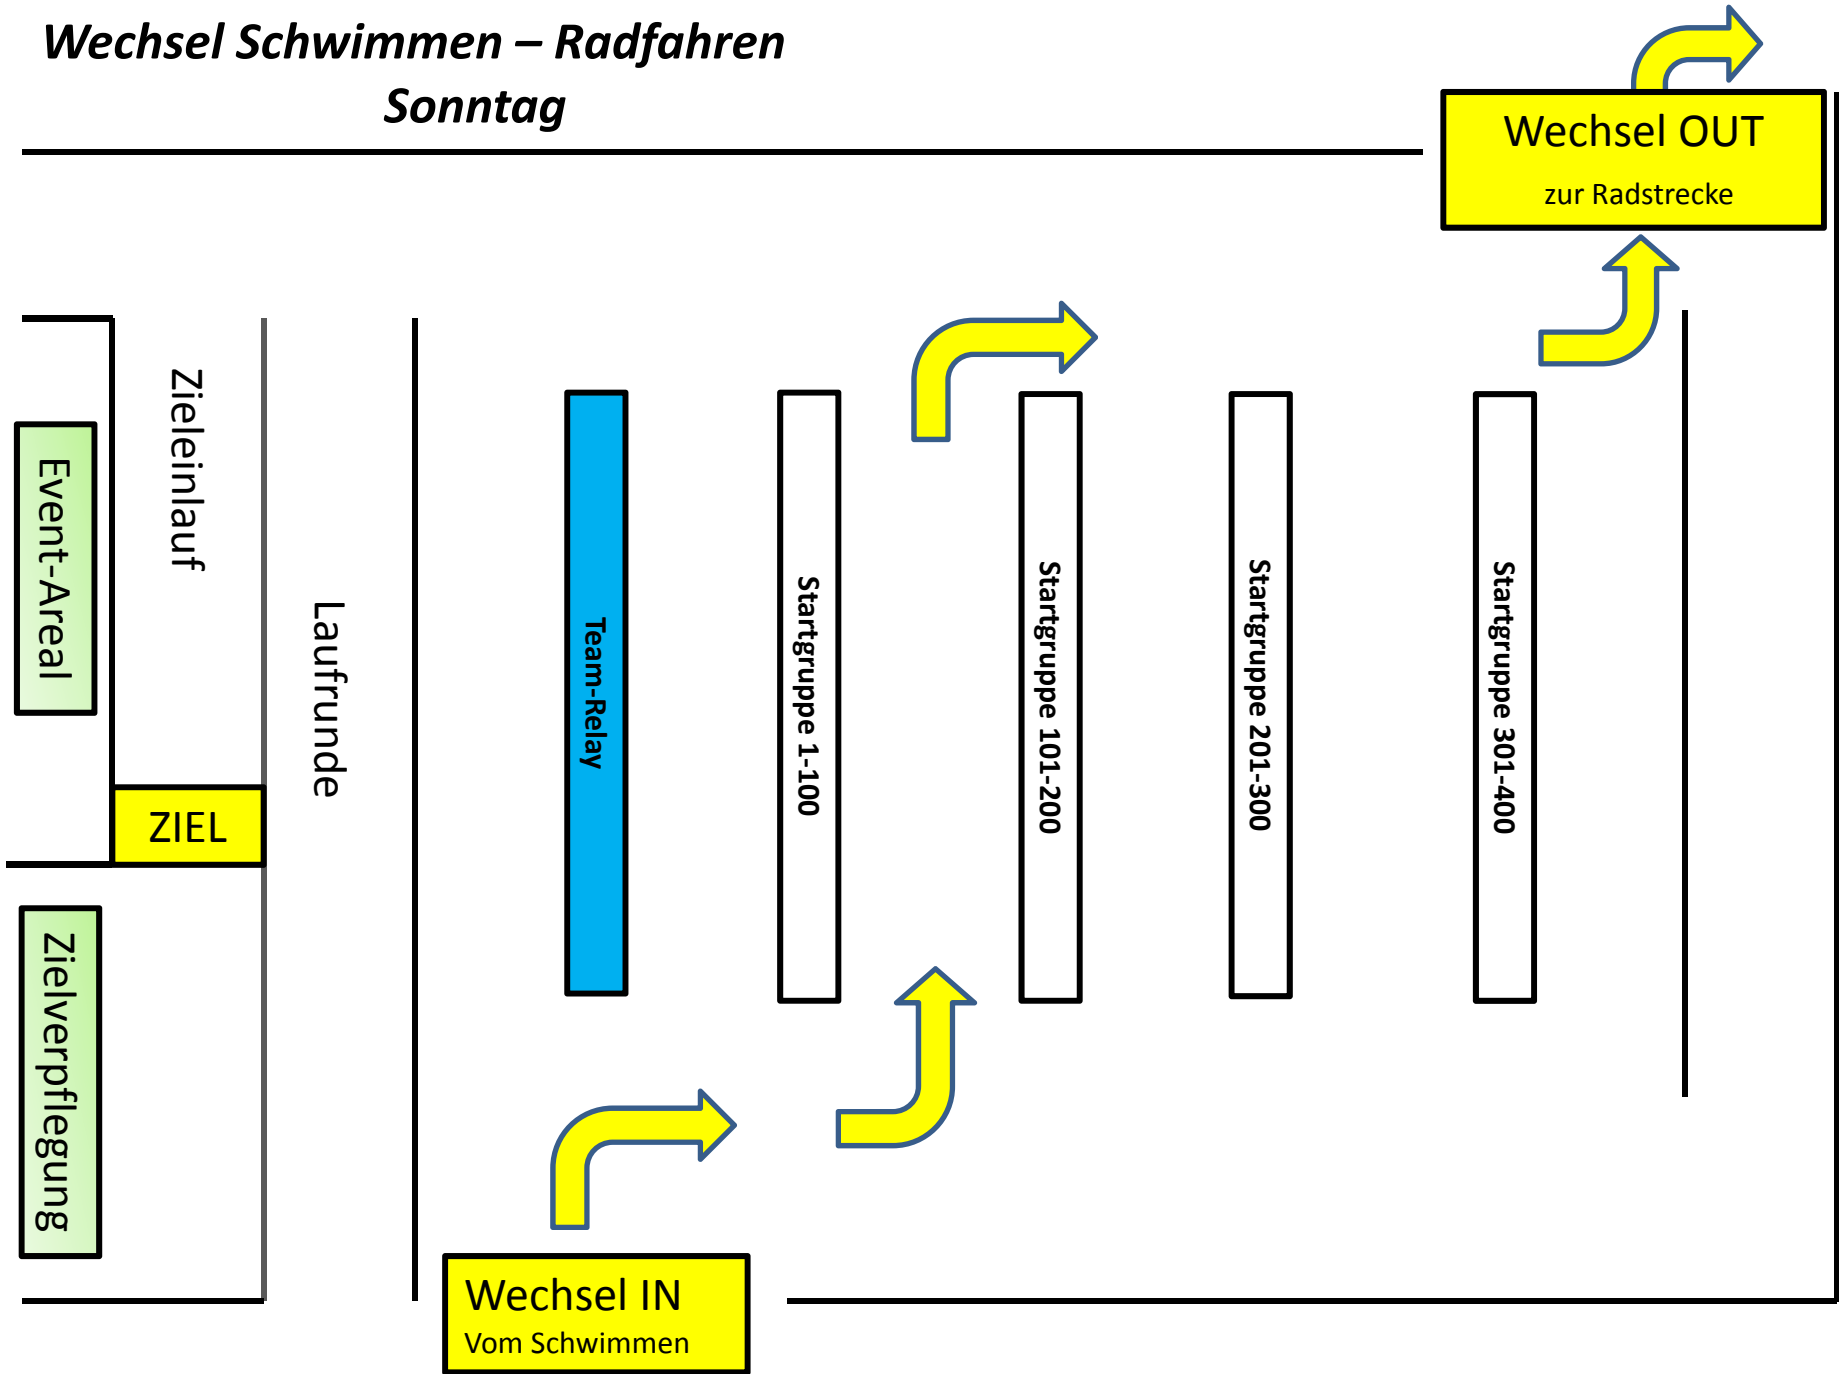 Wechsel Schwimmen – Radfahren
Sonntag
Wechsel OUT
zur Radstrecke
Event-Areal
Zieleinlauf
Laufrunde
Team-Relay
Startgruppe 1-100
Startgruppe 101-200
Startgruppe 201-300
Startgruppe 301-400
ZIEL
Zielverpflegung
Wechsel IN
Vom Schwimmen